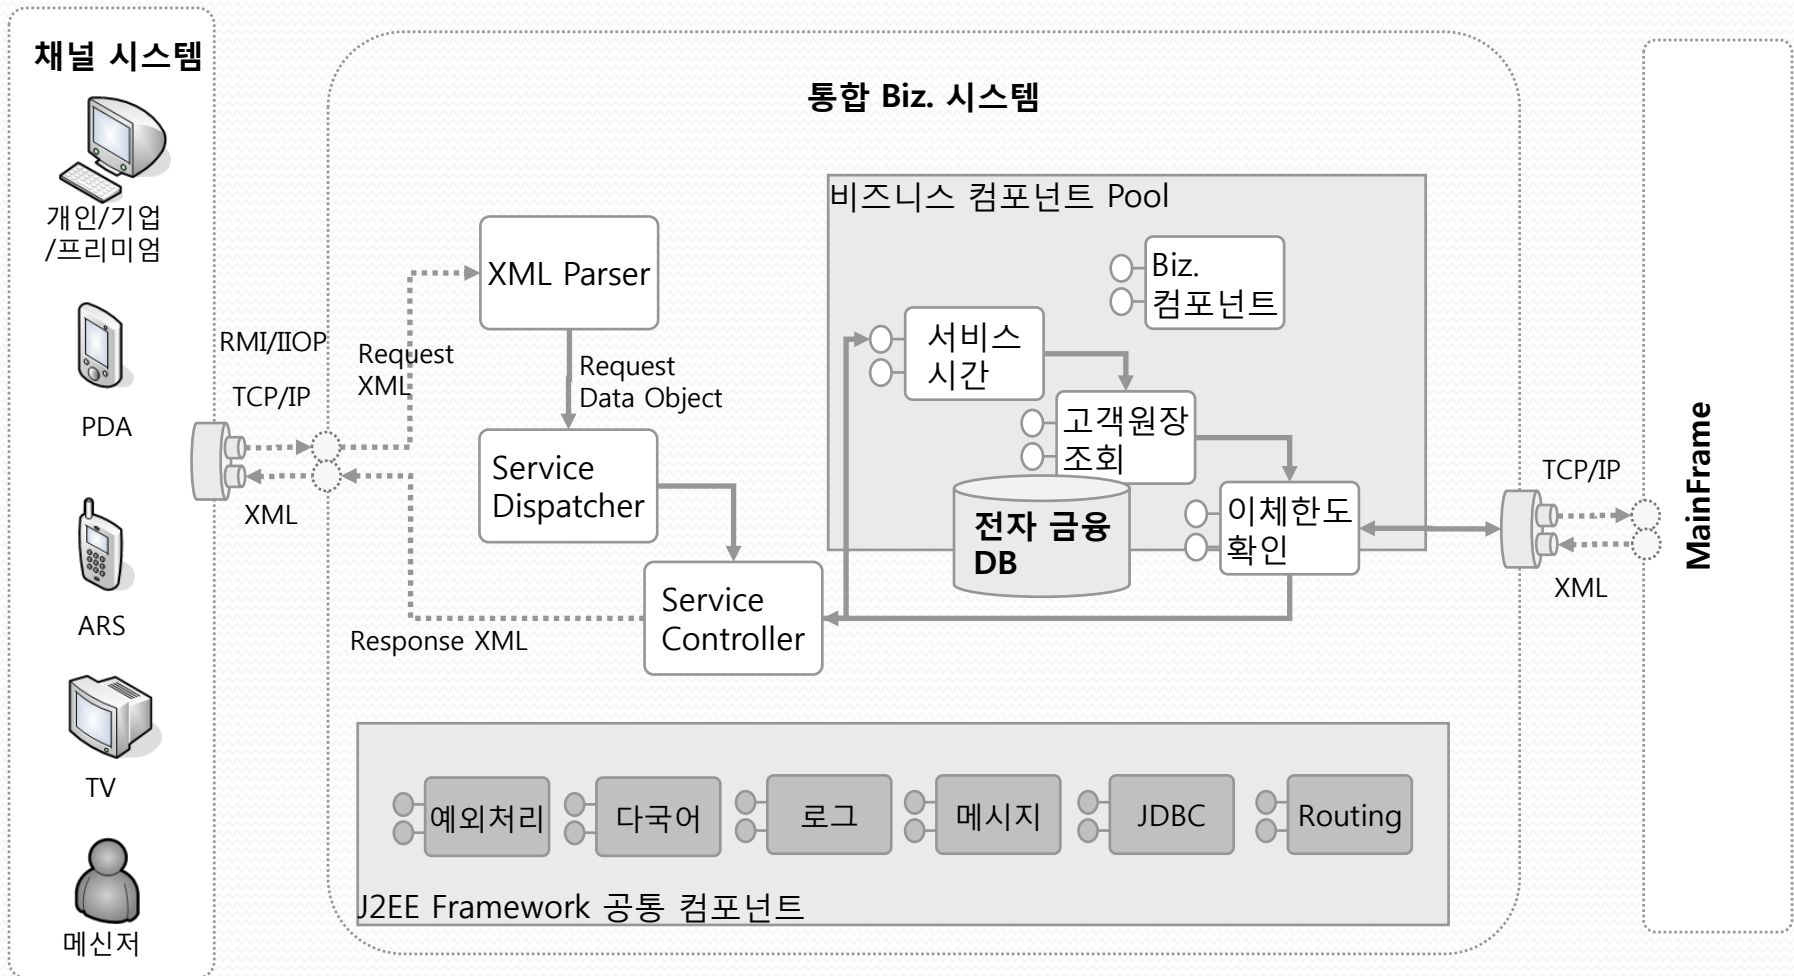 채널 시스템
개인/기업
/프리미엄
PDA
ARS
TV
메신저
RMI/IIOP
TCP/IP
XML
통합 Biz. 시스템
Request
XML
XML Parser
Request
Data Object
Service
Dispatcher
Service
Controller
Response XML
비즈니스 컴포넌트 Pool
Biz.
컴포넌트
서비스
시간
고객원장
조회
전자 금융
DB
이체한도
확인
예외처리
다국어
로그
메시지
JDBC
Routing
J2EE Framework 공통 컴포넌트
TCP/IP
XML
MainFrame